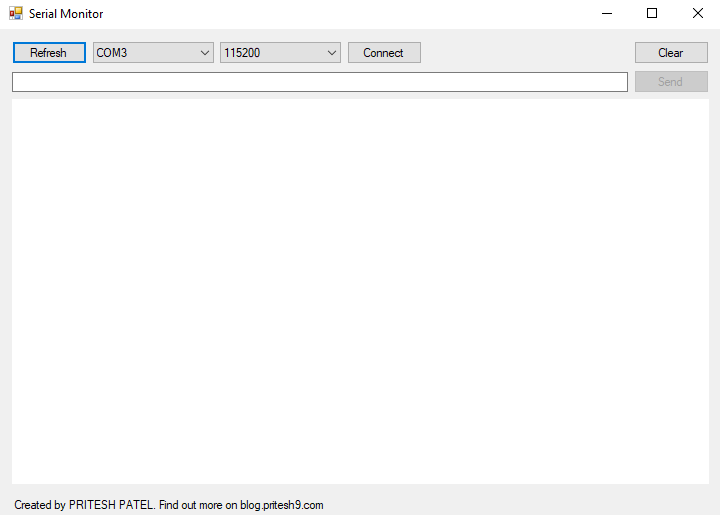 Serial Monitor
Refresh COM3 115200 Connect Clear
Send
Created by PRITESH PATEL. Find out more on blog.pritesh9.com